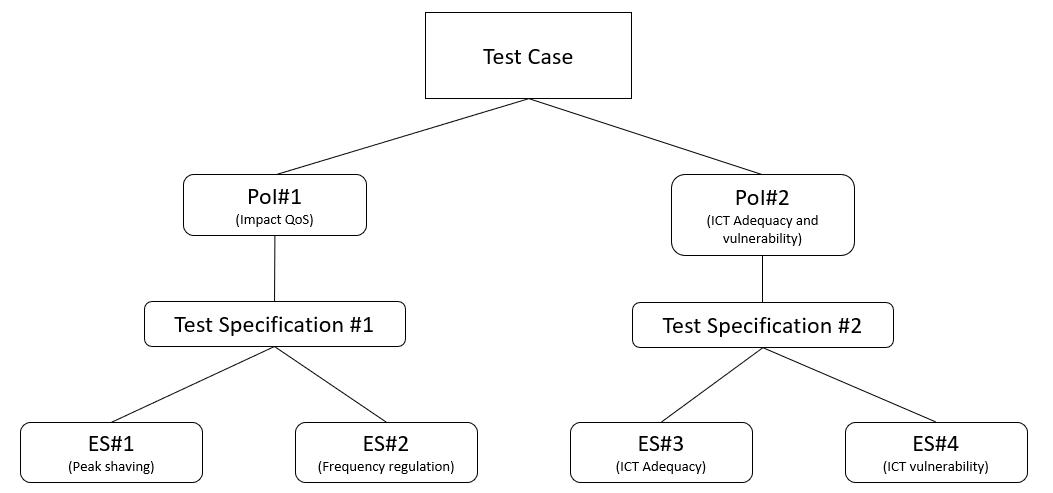 Test Case
PoI#1
(Impact QoS)
PoI#2
(ICT Adequacy and
vulnerability)
Test Specification #1
Test Specification #2
ES#1
(Peak shaving)
ES#2
(Frequency regulation)
ES#3
(ICT Adequacy)
ES#4
(ICT vulnerability)